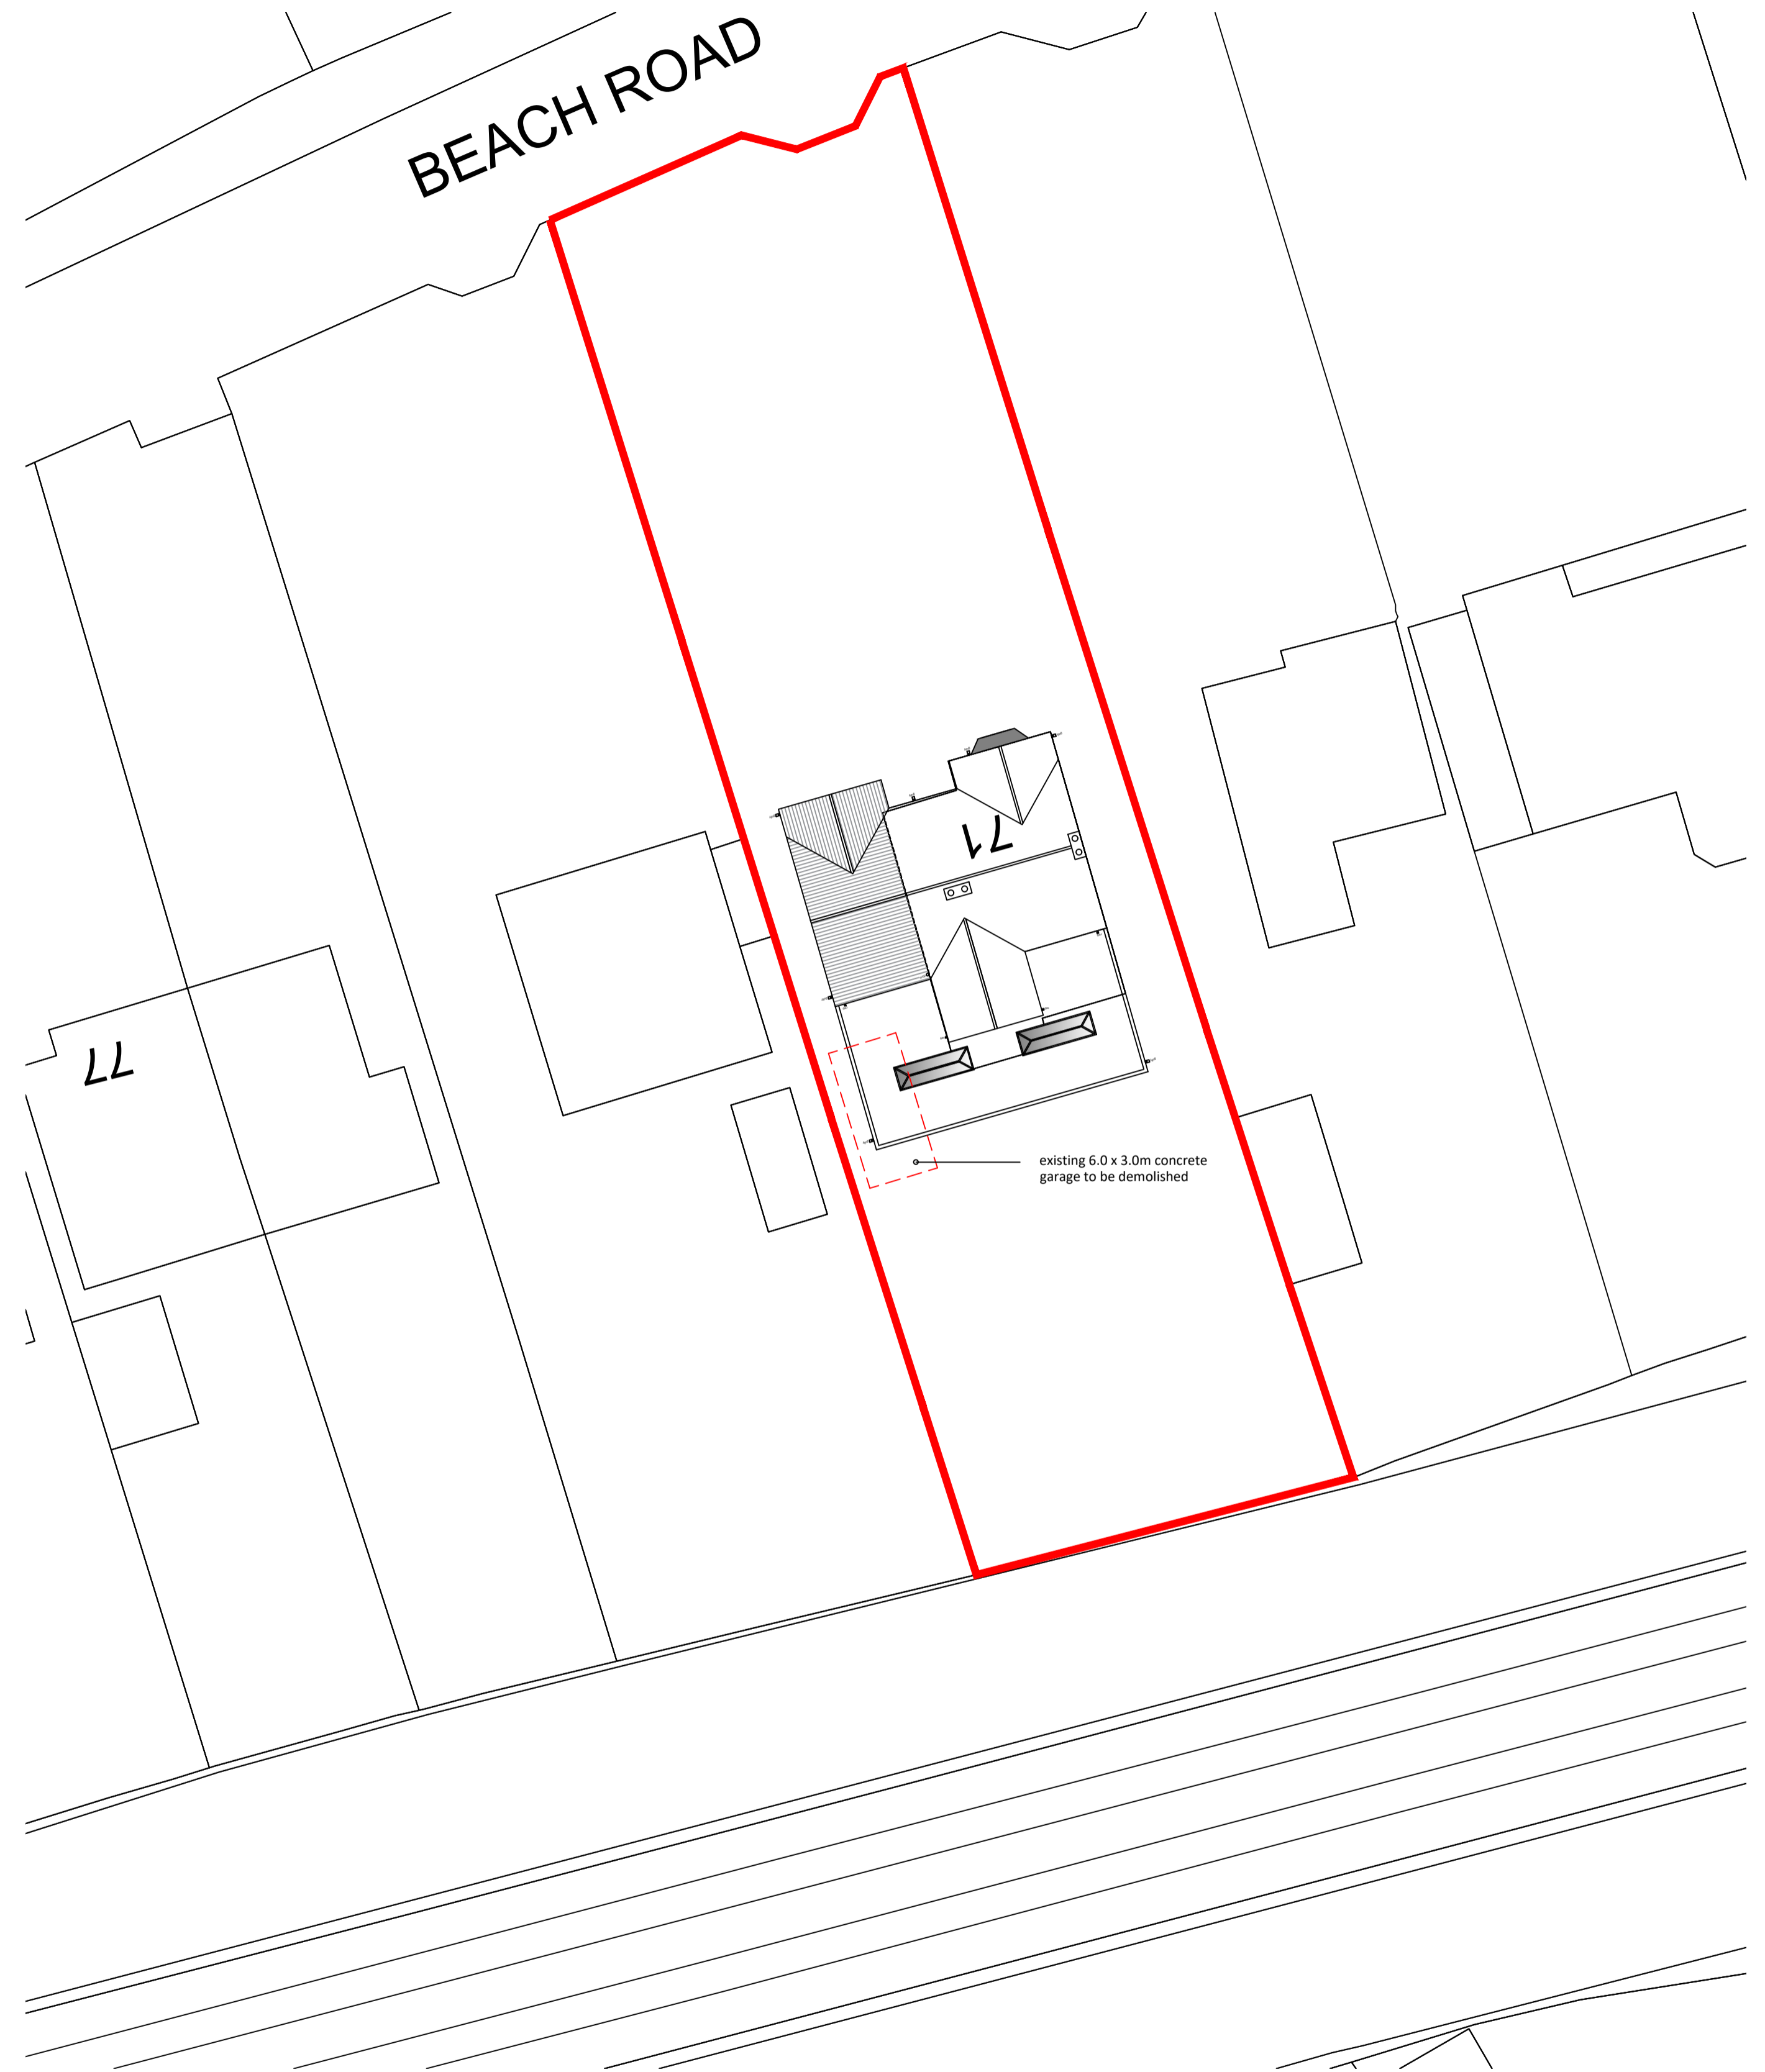 BEACH ROAD
71
77
existing 6.0 x 3.0m concrete
garage to be demolished